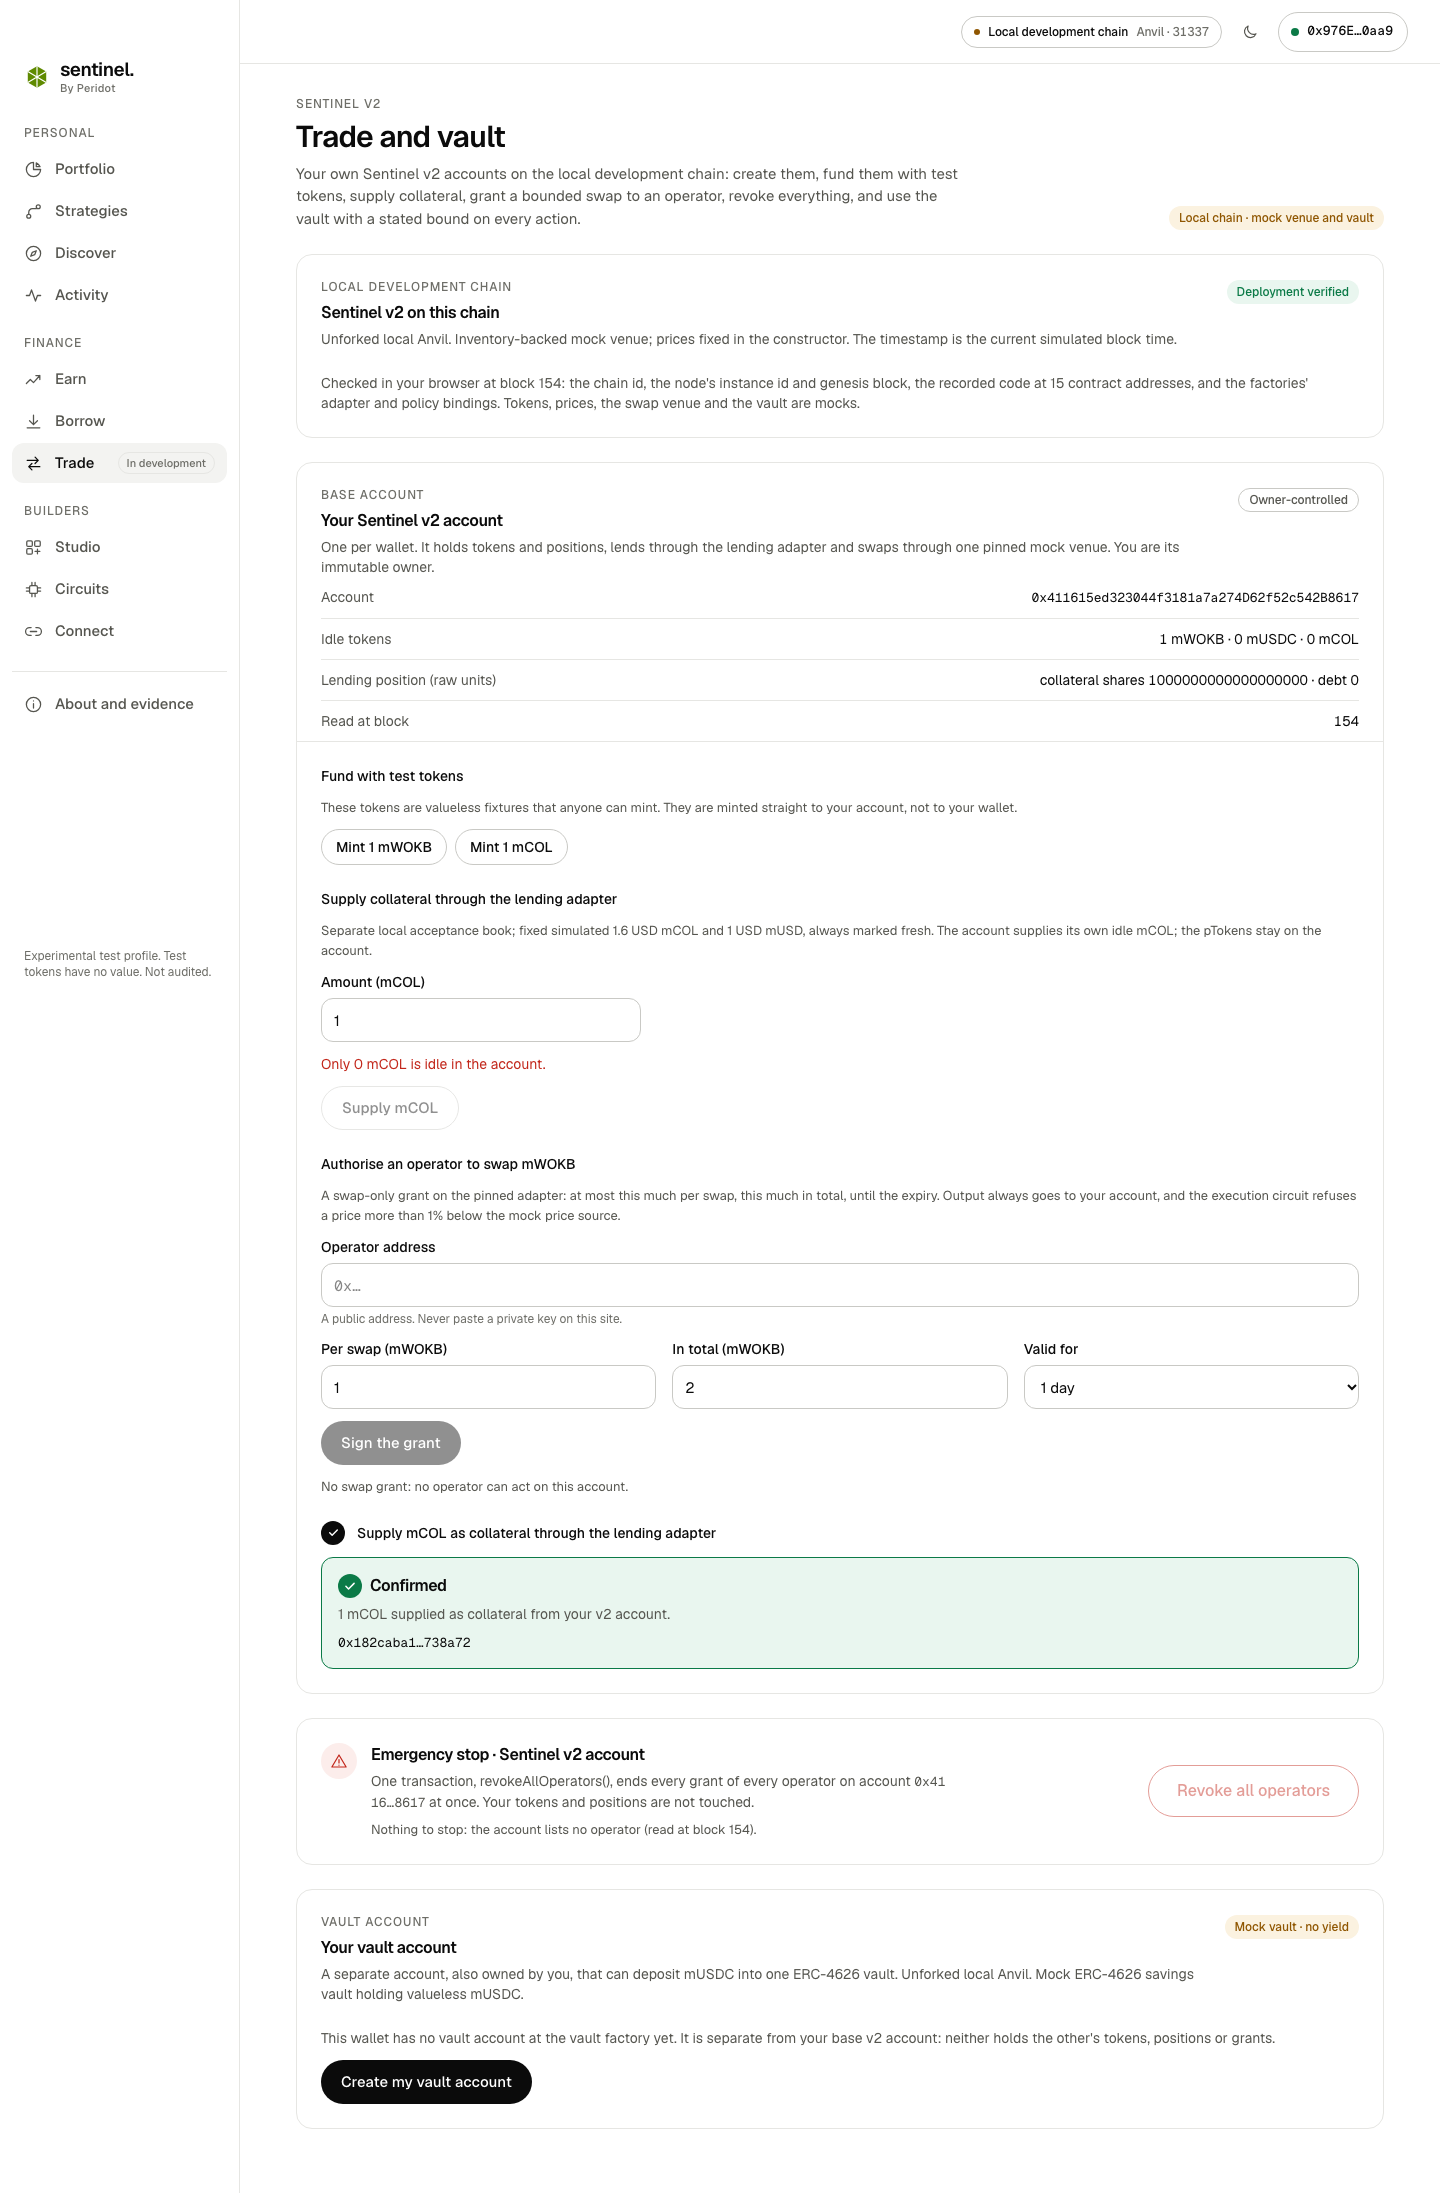 Local development chain Anvil · 31337
0x976E…0aa9
sentinel.
By Peridot
PERSONAL
Portfolio
Strategies
Discover
Activity
FINANCE
Earn
Borrow
Trade In development
BUILDERS
Studio
Circuits
Connect
About and evidence
Experimental test profile. Test
tokens have no value. Not audited.
SENTINEL V2
Trade and vault
Your own Sentinel v2 accounts on the local development chain: create them, fund them with test
tokens, supply collateral, grant a bounded swap to an operator, revoke everything, and use the
vault with a stated bound on every action.
Local chain · mock venue and vault
LOCAL DEVELOPMENT CHAIN
Deployment verified
Sentinel v2 on this chain
Unforked local Anvil. Inventory-backed mock venue; prices fixed in the constructor. The timestamp is the current simulated block time.
Checked in your browser at block 154: the chain id, the node's instance id and genesis block, the recorded code at 15 contract addresses, and the factories'
adapter and policy bindings. Tokens, prices, the swap venue and the vault are mocks.
BASE ACCOUNT
Owner-controlled
Your Sentinel v2 account
One per wallet. It holds tokens and positions, lends through the lending adapter and swaps through one pinned mock venue. You are its
immutable owner.
Account 0x411615ed323044f3181a7a274D62f52c542B8617
Idle tokens 1 mWOKB · 0 mUSDC · 0 mCOL
Lending position (raw units) collateral shares 1000000000000000000 · debt 0
Read at block 154
Fund with test tokens
These tokens are valueless fixtures that anyone can mint. They are minted straight to your account, not to your wallet.
Mint 1 mWOKB Mint 1 mCOL
Supply collateral through the lending adapter
Separate local acceptance book; fixed simulated 1.6 USD mCOL and 1 USD mUSD, always marked fresh. The account supplies its own idle mCOL; the pTokens stay on the
account.
Amount (mCOL)
1
Only 0 mCOL is idle in the account.
Supply mCOL
Authorise an operator to swap mWOKB
A swap-only grant on the pinned adapter: at most this much per swap, this much in total, until the expiry. Output always goes to your account, and the execution circuit refuses
a price more than 1% below the mock price source.
Operator address
0x…
A public address. Never paste a private key on this site.
Per swap (mWOKB) In total (mWOKB) Valid for
1 2 1 day
Sign the grant
No swap grant: no operator can act on this account.
Supply mCOL as collateral through the lending adapter
Confirmed
1 mCOL supplied as collateral from your v2 account.
0x182caba1…738a72
Emergency stop · Sentinel v2 account
One transaction, revokeAllOperators(), ends every grant of every operator on account 0x41
16…8617 at once. Your tokens and positions are not touched.
Nothing to stop: the account lists no operator (read at block 154).
Revoke all operators
VAULT ACCOUNT
Mock vault · no yield
Your vault account
A separate account, also owned by you, that can deposit mUSDC into one ERC-4626 vault. Unforked local Anvil. Mock ERC-4626 savings
vault holding valueless mUSDC.
This wallet has no vault account at the vault factory yet. It is separate from your base v2 account: neither holds the other's tokens, positions or grants.
Create my vault account